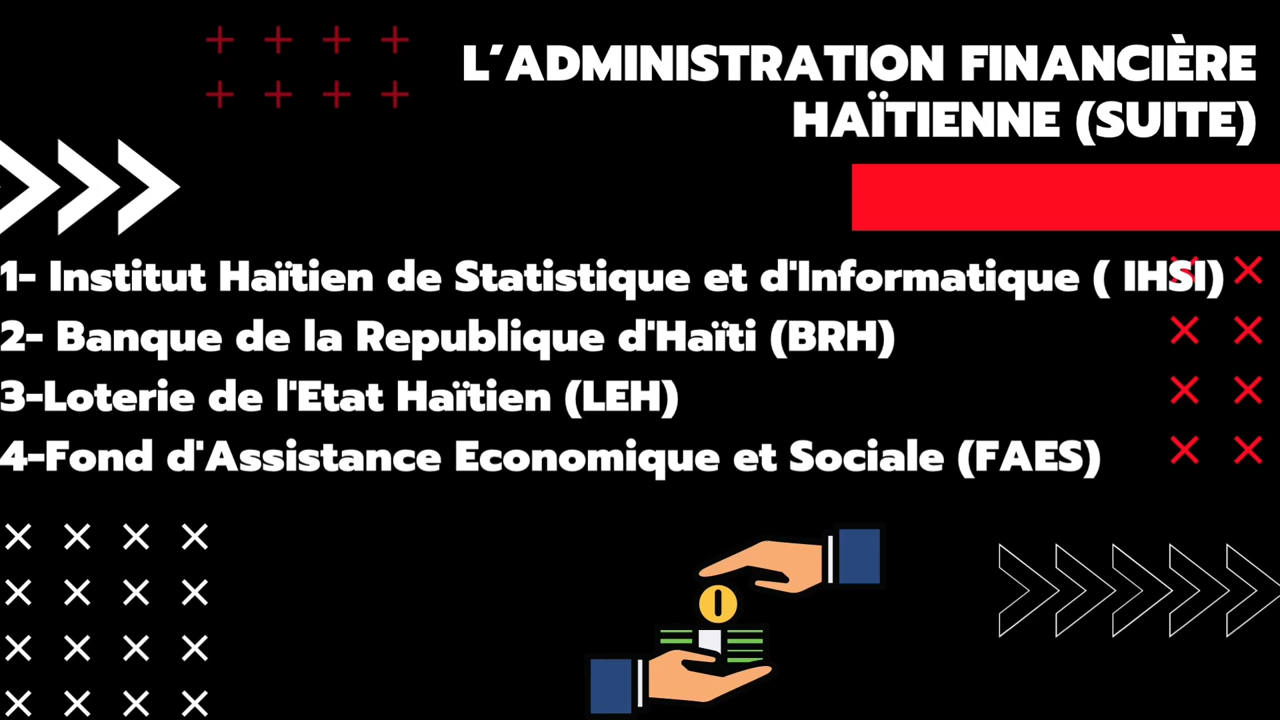 L'ADMINISTRATION FINANCIÈRE
HAÏTIENNE (SUITE)
1- Institut Haïtien de Statistique et d'Informatique ( IHSI)
2- Banque de la Republique d'Haïti (BRH)
3-Loterie de l'Etat Haïtien (LEH)
4-Fond d'Assistance Economique et Sociale (FAES)